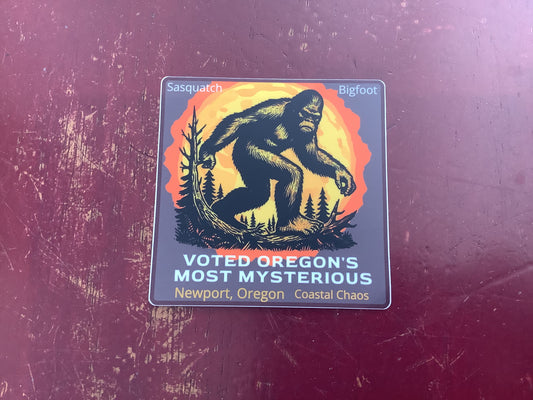 Sasquatch Bigfoot
VOTED OREGON'S
MOST MYSTERIOUS
Newport, Oregon Coastal Chaos